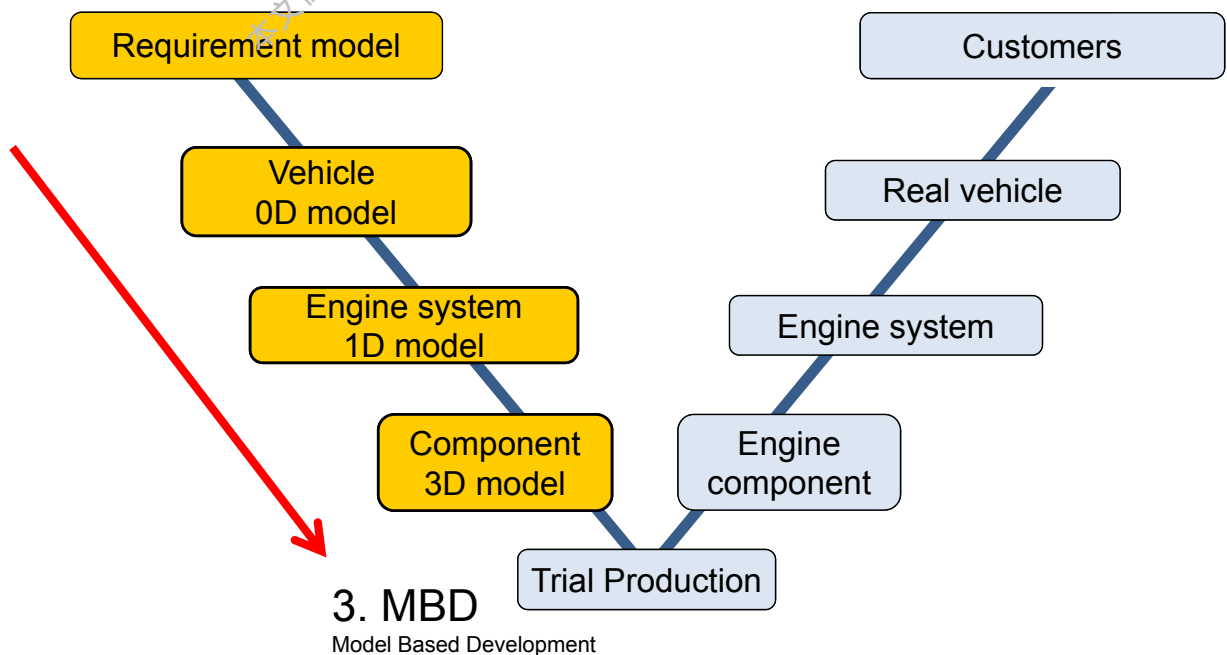 Requirement model
Customers
Vehicle
0D model
Real vehicle
Engine system
1D model
Engine system
Component
3D model
Engine
component
Trial Production
3. MBD
Model Based Development